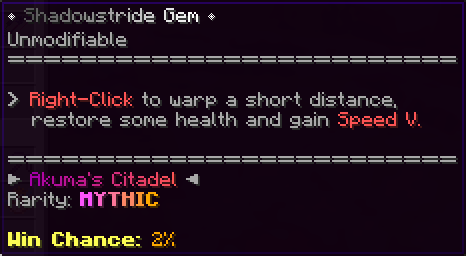 ⬥ Shadowstride Gem ⬥
Unmodifiable
================================
> Right-Click to warp a short distance,
restore some health and gain Speed V.
================================
► Akuma's Citadel ◄
Rarity: MYTHIC
Win Chance: 2%